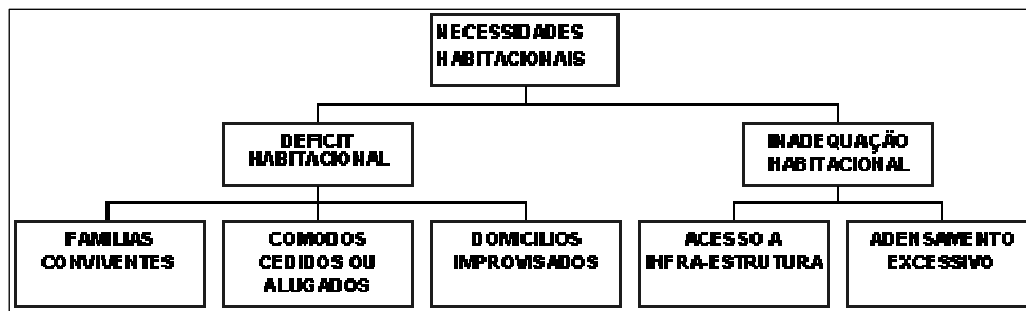 NECESSIDADES
HABITACIONAIS
DEFICIT
HABITACIONAL
INADEQUAÇÃO
HABITACIONAL
FAMILIAS
CONVIVENTES
COMODOS
CEDIDOS OU
ALUGADOS
DOMICILIOS
IMPROVISADOS
ACESSO A
INFRA-ESTRUTURA
ADENSAMENTO
EXCESSIVO